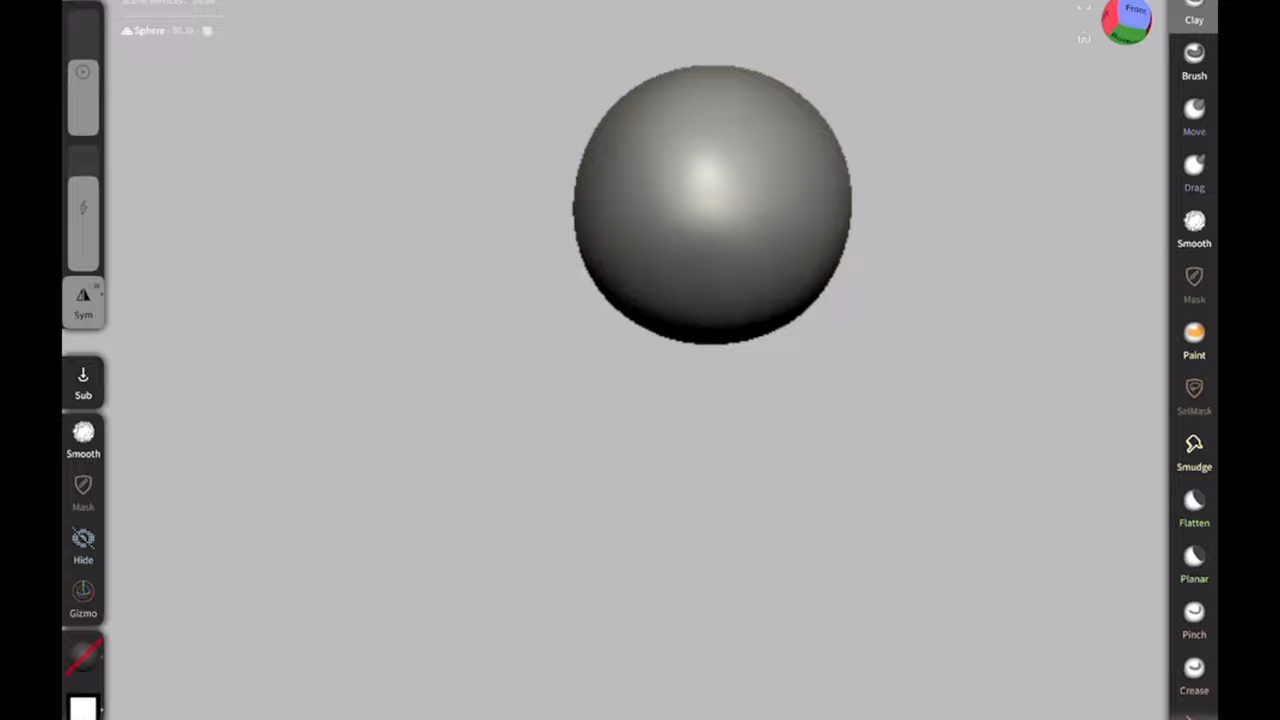 Sphere
Front
Sym
Sub
Smooth
Mask
Hide
Gizmo
Clay
Brush
Move
Drag
Smooth
Mask
Paint
SelMask
Smudge
Flatten
Planar
Pinch
Crease